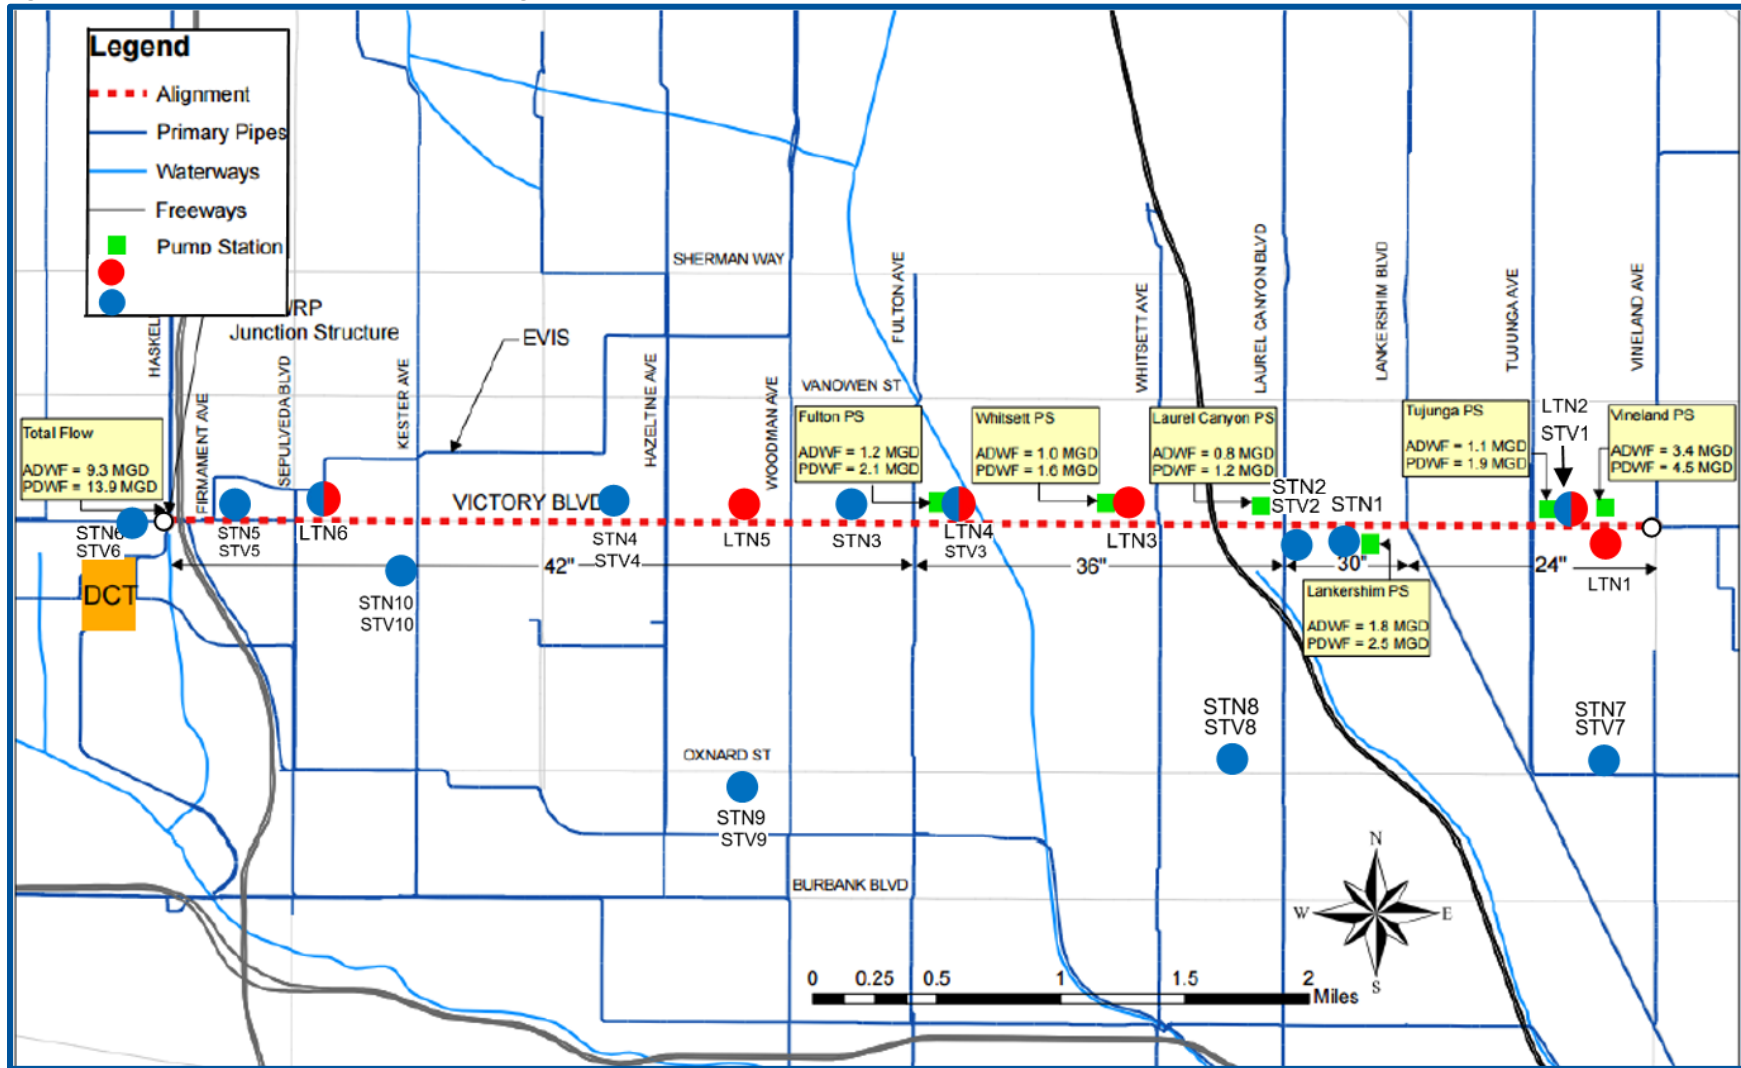 Legend
Alignment
Primary Pipes
Waterways
Freeways
Pump Station
HASKEL
WRP
Junction Structure
EVIS
SHERMAN WAY
FULTON AVE
WHITSETT AVE
LAUREL CANYON BLVD
LANKERSHIM BLVD
TUJUNGA AVE
VINELAND AVE
FIRMAMENT AVE
SEPULVEDA BLVD
KESTER AVE
HAZELTINE AVE
WOODMAN AVE
VANOWEN ST
Total Flow
ADWF = 9.3 MGD
PDWF = 13.9 MGD
Fulton PS
ADWF = 1.2 MGD
PDWF = 2.1 MGD
Whitsett PS
ADWF = 1.0 MGD
PDWF = 1.6 MGD
Laurel Canyon PS
ADWF = 0.8 MGD
PDWF = 1.2 MGD
Tujunga PS
ADWF = 1.1 MGD
PDWF = 1.9 MGD
LTN2
STV1
Vineland PS
ADWF = 3.4 MGD
PDWF = 4.5 MGD
VICTORY BLVD
STN6
STV6
STN5
STV5
LTN6
STN4
STV4
LTN5
STN3
LTN4
STV3
LTN3
STN2
STV2
STN1
LTN1
42"
36"
30"
24"
DCT
STN10
STV10
Lankershim PS
ADWF = 1.8 MGD
PDWF = 2.5 MGD
STN8
STV8
STN7
STV7
OXNARD ST
STN9
STV9
BURBANK BLVD
N
W
E
S
0 0.25 0.5 1 1.5 2
Miles